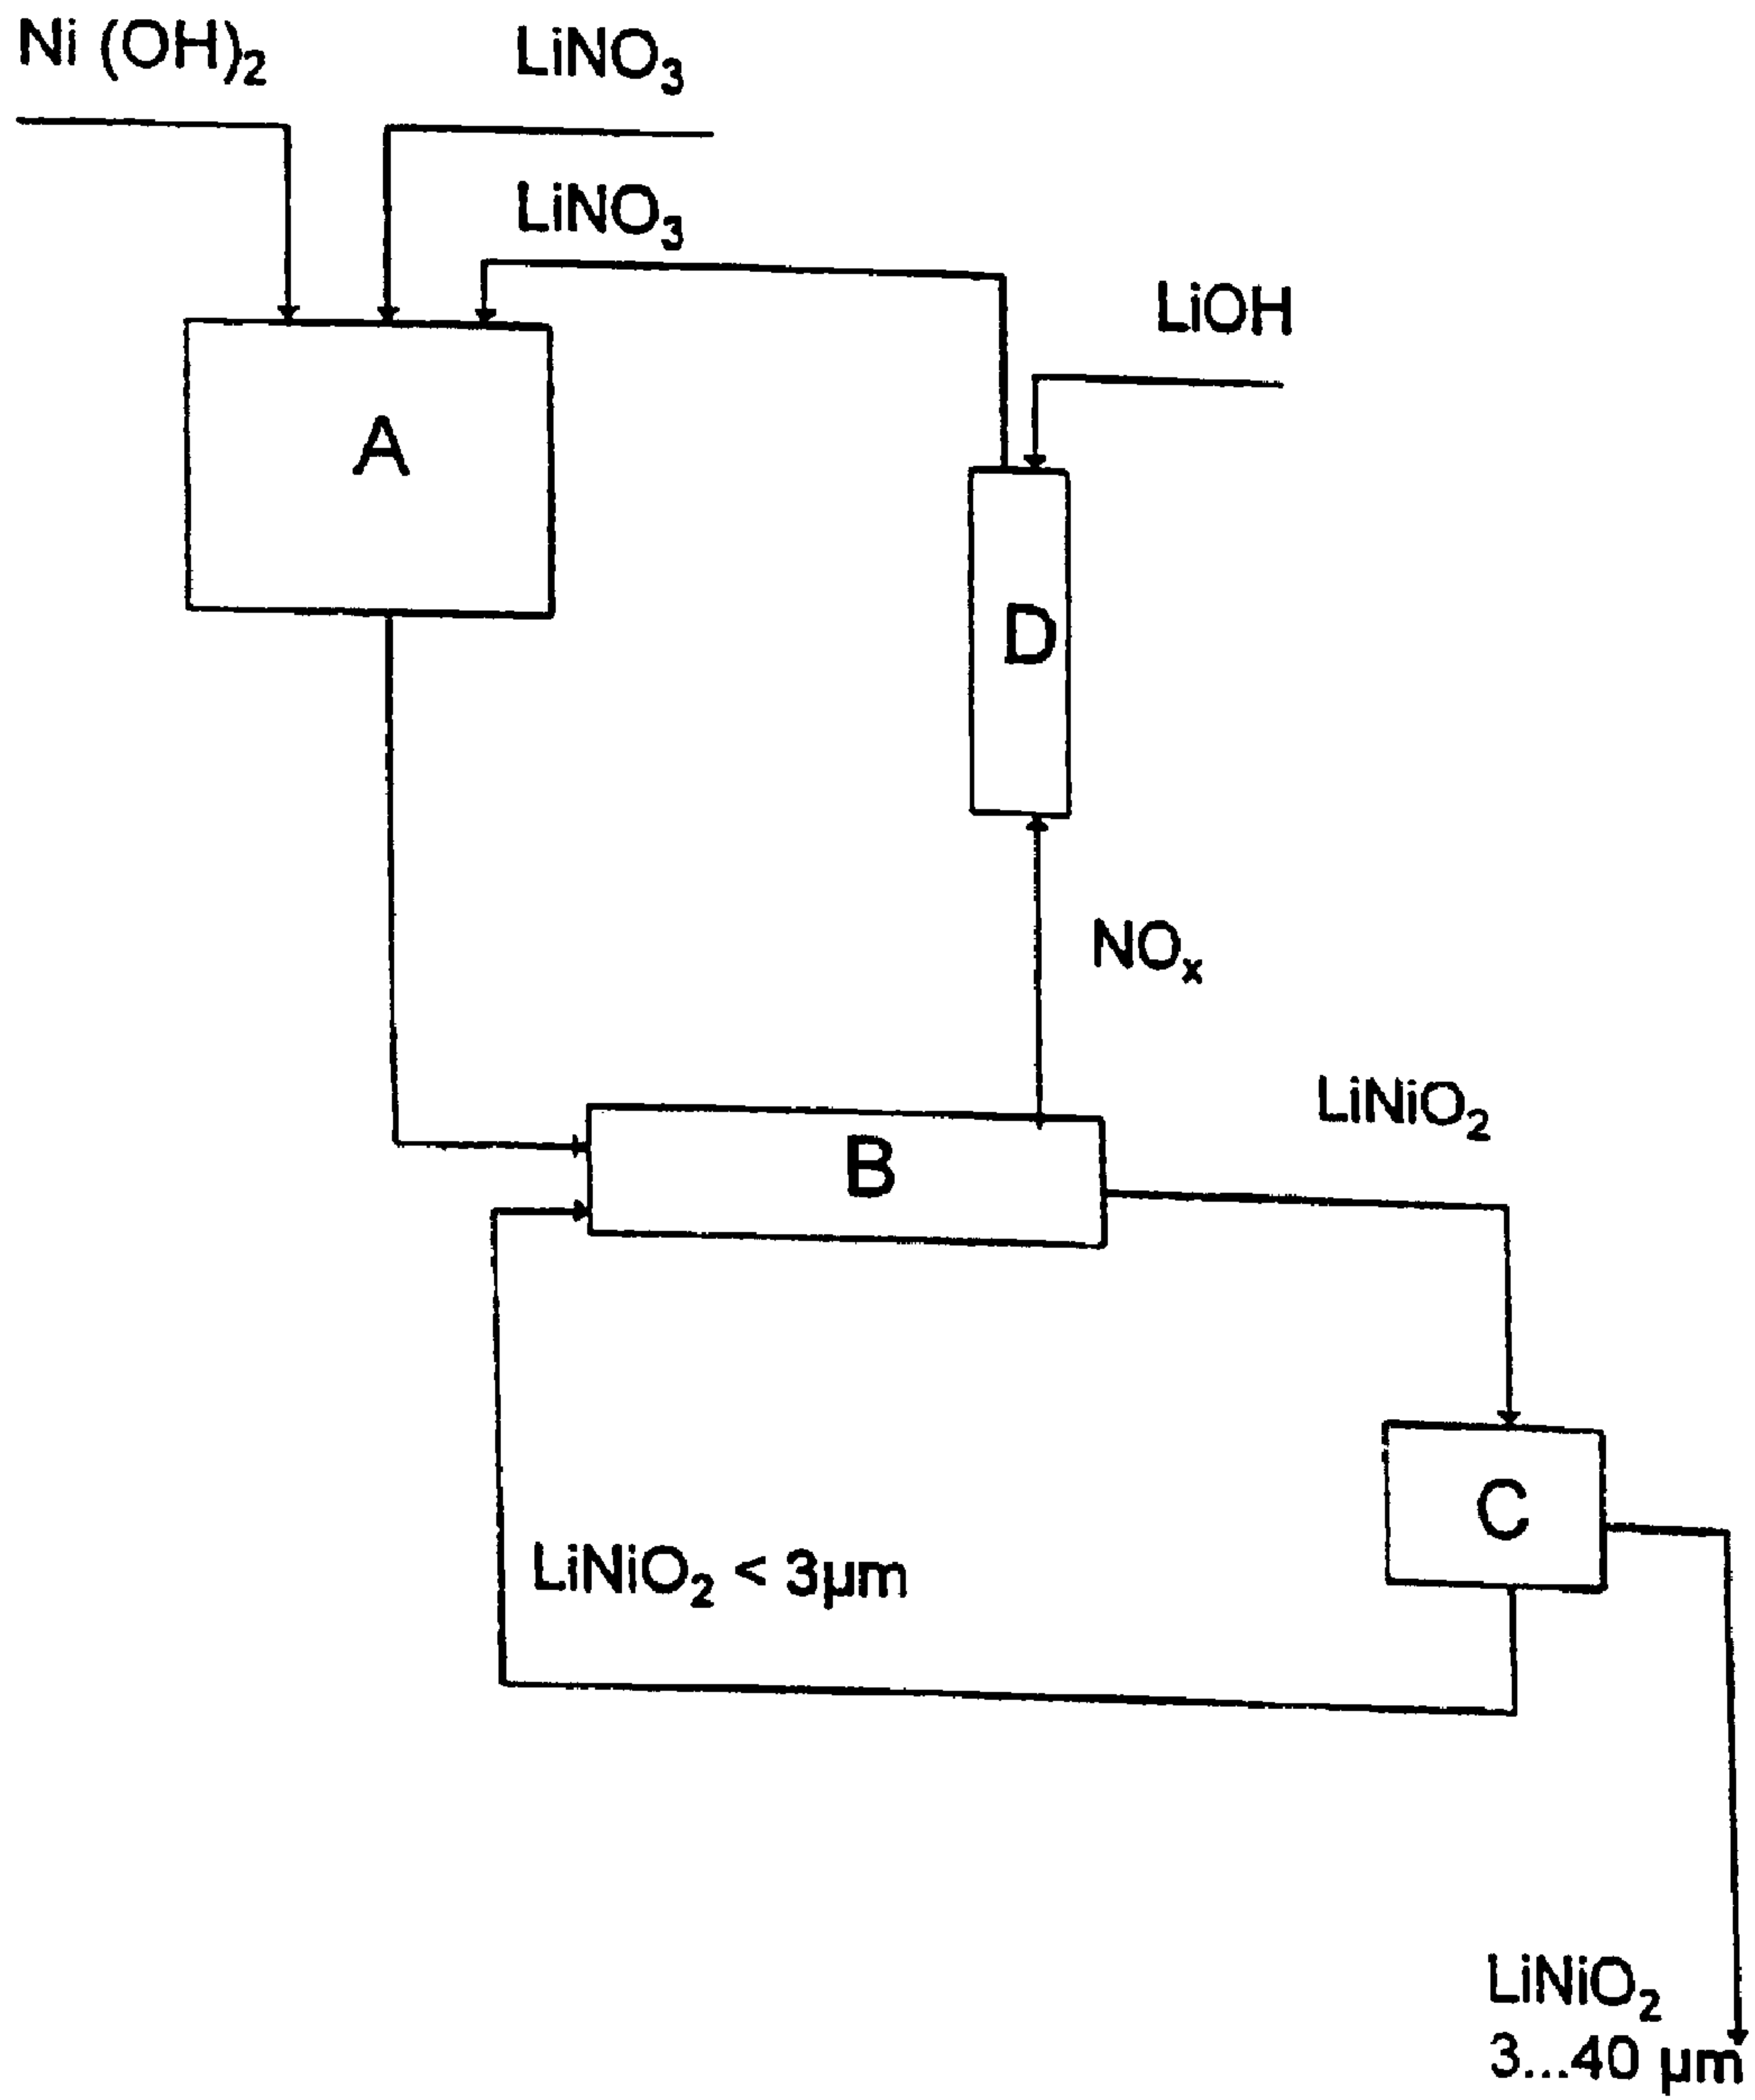 Ni (OH)₂
LiNO₃
LiNO₃
LiOH
A
D
NOₓ
LiNiO₂
B
C
LiNiO₂ < 3µm
LiNiO₂
3...40 µm